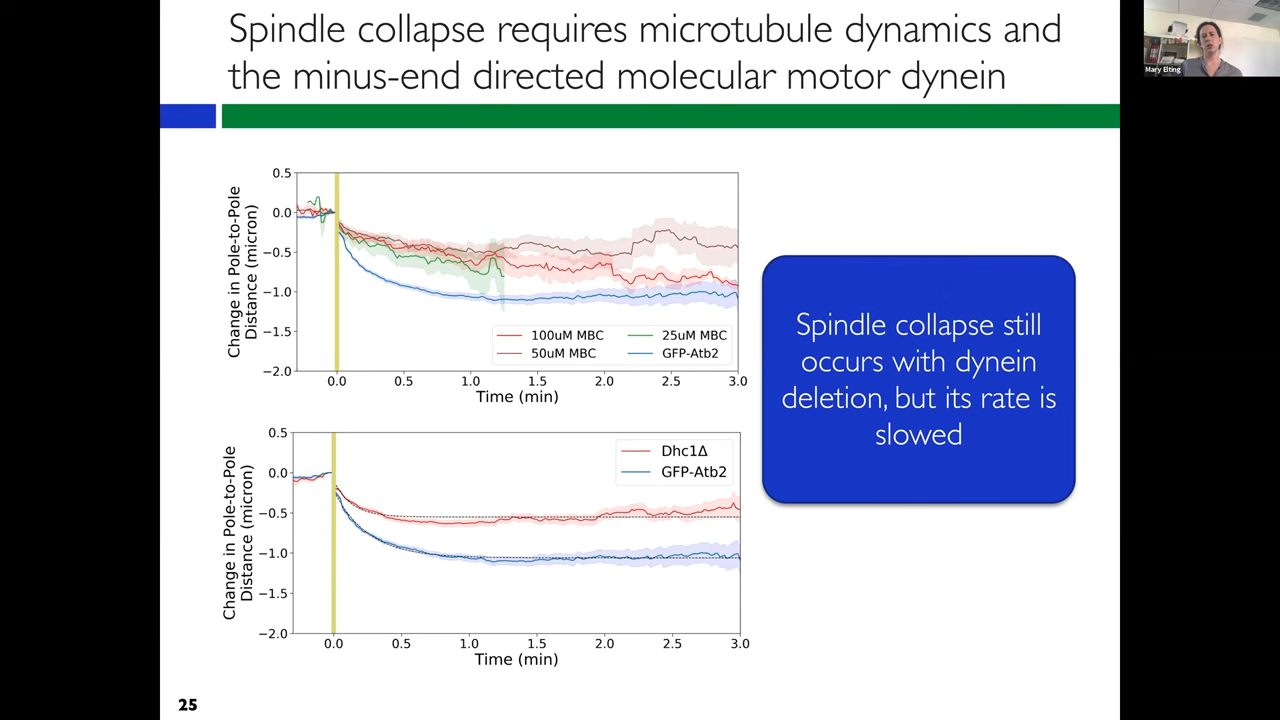 Spindle collapse requires microtubule dynamics and
the minus-end directed molecular motor dynein
Mary Elting
Change in Pole-to-Pole
Distance (micron)
0.5
0.0
−0.5
−1.0
−1.5
−2.0
100uM MBC
50uM MBC
25uM MBC
GFP-Atb2
0.0
0.5
1.0
1.5
2.0
2.5
3.0
Time (min)
Change in Pole-to-Pole
Distance (micron)
0.5
0.0
−0.5
−1.0
−1.5
−2.0
Dhc1Δ
GFP-Atb2
0.0
0.5
1.0
1.5
2.0
2.5
3.0
Time (min)
Spindle collapse still
occurs with dynein
deletion, but its rate is
slowed
25